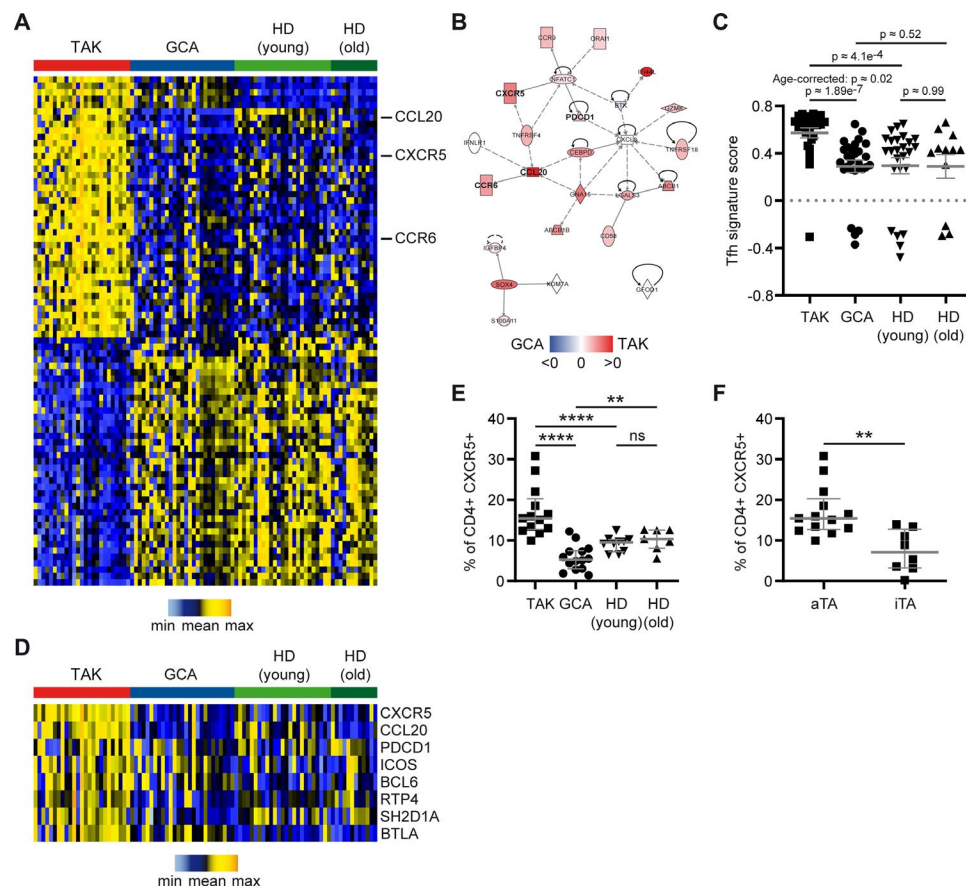 A
TAK
GCA
HD
(young)
HD
(old)
CCL20
CXCR5
CCR6
min mean max
B
CCR9
ORAI1
CXCR5
NFATC1
PDCD1
BTK
GZMK
TNFRSF4
IFNLR1
CXCL8
TNFRSF18
CEBPD
CCL20
CCR6
GNA15
LGALS3
ABCB1
ABCB1B
CD58
IGFBP4
SOX4
KDM7A
GFOD1
S100A11
GCA
TAK
<0 0 >0
C
p ≈ 0.52
p ≈ 4.1e-4
Age-corrected: p ≈ 0.02
p ≈ 1.89e-7
p ≈ 0.99
Tfh signature score
0.8
0.4
0
-0.4
-0.8
TAK GCA HD HD
(young) (old)
D
TAK
GCA
HD
(young)
HD
(old)
CXCR5
CCL20
PDCD1
ICOS
BCL6
RTP4
SH2D1A
BTLA
min mean max
E
% of CD4+ CXCR5+
**
****
****
ns
40
30
20
10
0
TAK GCA HD HD
(young) (old)
F
% of CD4+ CXCR5+
**
40
30
20
10
0
aTA iTA